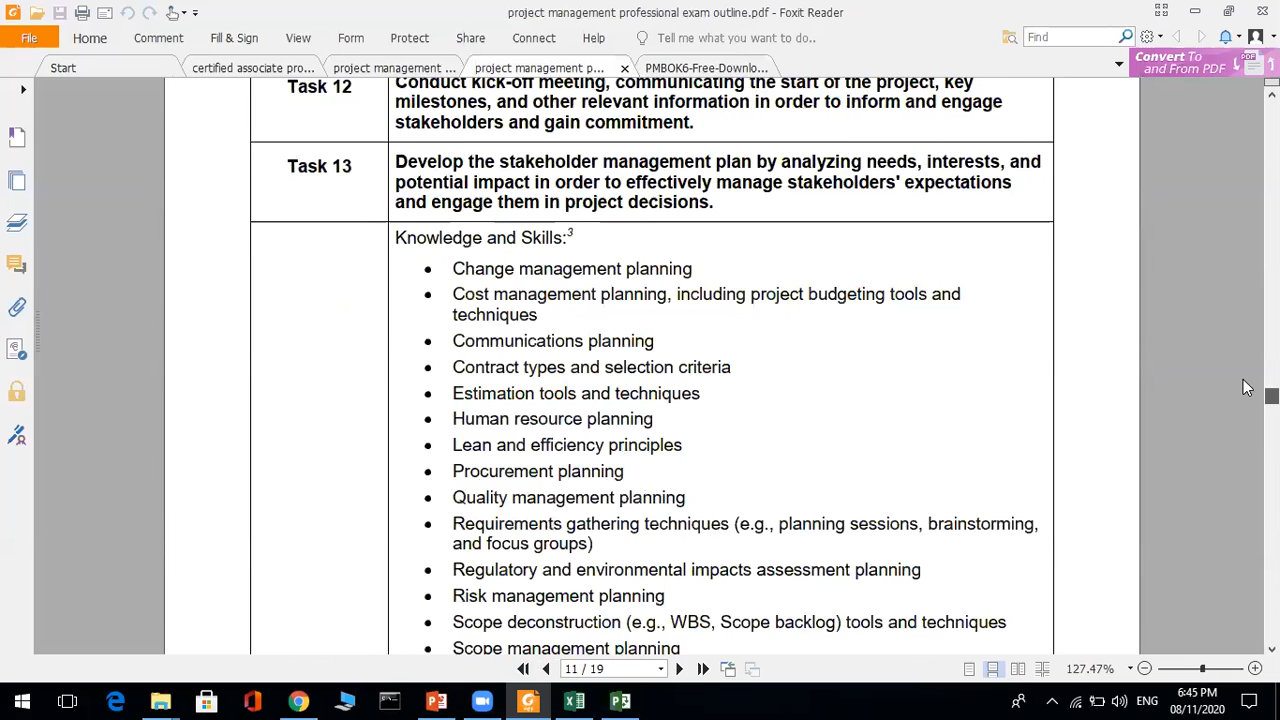 project management professional exam outline.pdf - Foxit Reader
File Home Comment Fill & Sign View Form Protect Share Connect Help Tell me what you want to do.. Find
Start certified associate pro... project management ... project management p... PMBOK6-Free-Downlo... Convert To
and From PDF PDF
Task 12 Conduct kick-off meeting, communicating the start of the project, key
milestones, and other relevant information in order to inform and engage
stakeholders and gain commitment.
Task 13 Develop the stakeholder management plan by analyzing needs, interests, and
potential impact in order to effectively manage stakeholders' expectations
and engage them in project decisions.
Knowledge and Skills:3
• Change management planning
• Cost management planning, including project budgeting tools and
techniques
• Communications planning
• Contract types and selection criteria
• Estimation tools and techniques
• Human resource planning
• Lean and efficiency principles
• Procurement planning
• Quality management planning
• Requirements gathering techniques (e.g., planning sessions, brainstorming,
and focus groups)
• Regulatory and environmental impacts assessment planning
• Risk management planning
• Scope deconstruction (e.g., WBS, Scope backlog) tools and techniques
Scope management planning
11 / 19 127.47%
ENG 6:45 PM
08/11/2020